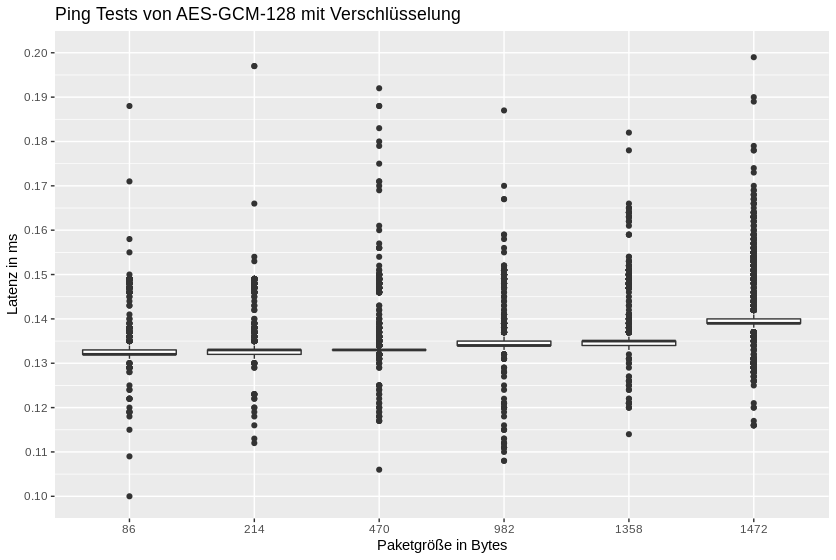 Ping Tests von AES-GCM-128 mit Verschlüsselung
Latenz in ms
0.20
0.19
0.18
0.17
0.16
0.15
0.14
0.13
0.12
0.11
0.10
86 214 470 982 1358 1472
Paketgröße in Bytes